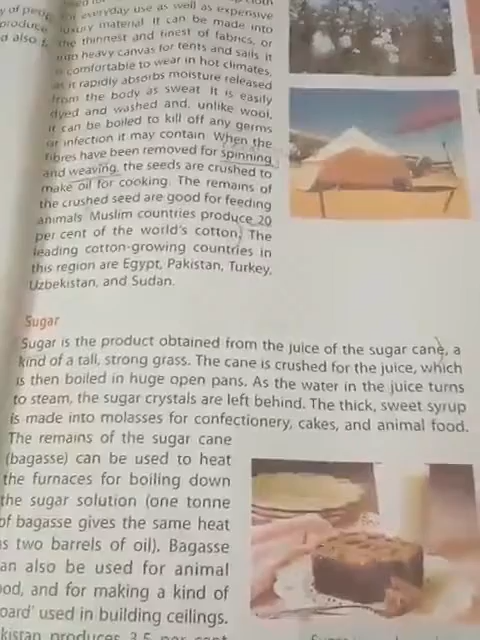 y of peop
produce
d also f
for everyday use as well as expensive
luxury material. It can be made into
the thinnest and finest of fabrics, or
into heavy canvas for tents and sails. It
is comfortable to wear in hot climates,
as it rapidly absorbs moisture released
from the body as sweat. It is easily
dyed and washed and, unlike wool,
it can be boiled to kill off any germs
or infection it may contain. When the
fibres have been removed for spinning
and weaving, the seeds are crushed to
make oil for cooking. The remains of
the crushed seed are good for feeding
animals. Muslim countries produce 20
per cent of the world's cotton. The
leading cotton-growing countries in
this region are Egypt, Pakistan, Turkey,
Uzbekistan, and Sudan.
Sugar
Sugar is the product obtained from the juice of the sugar cane, a
kind of a tall, strong grass. The cane is crushed for the juice, which
is then boiled in huge open pans. As the water in the juice turns
to steam, the sugar crystals are left behind. The thick, sweet syrup
is made into molasses for confectionery, cakes, and animal food.
The remains of the sugar cane
(bagasse) can be used to heat
the furnaces for boiling down
the sugar solution (one tonne
of bagasse gives the same heat
as two barrels of oil). Bagasse
an also be used for animal
ood, and for making a kind of
oard' used in building ceilings.
kistan produces 3.5 per cent